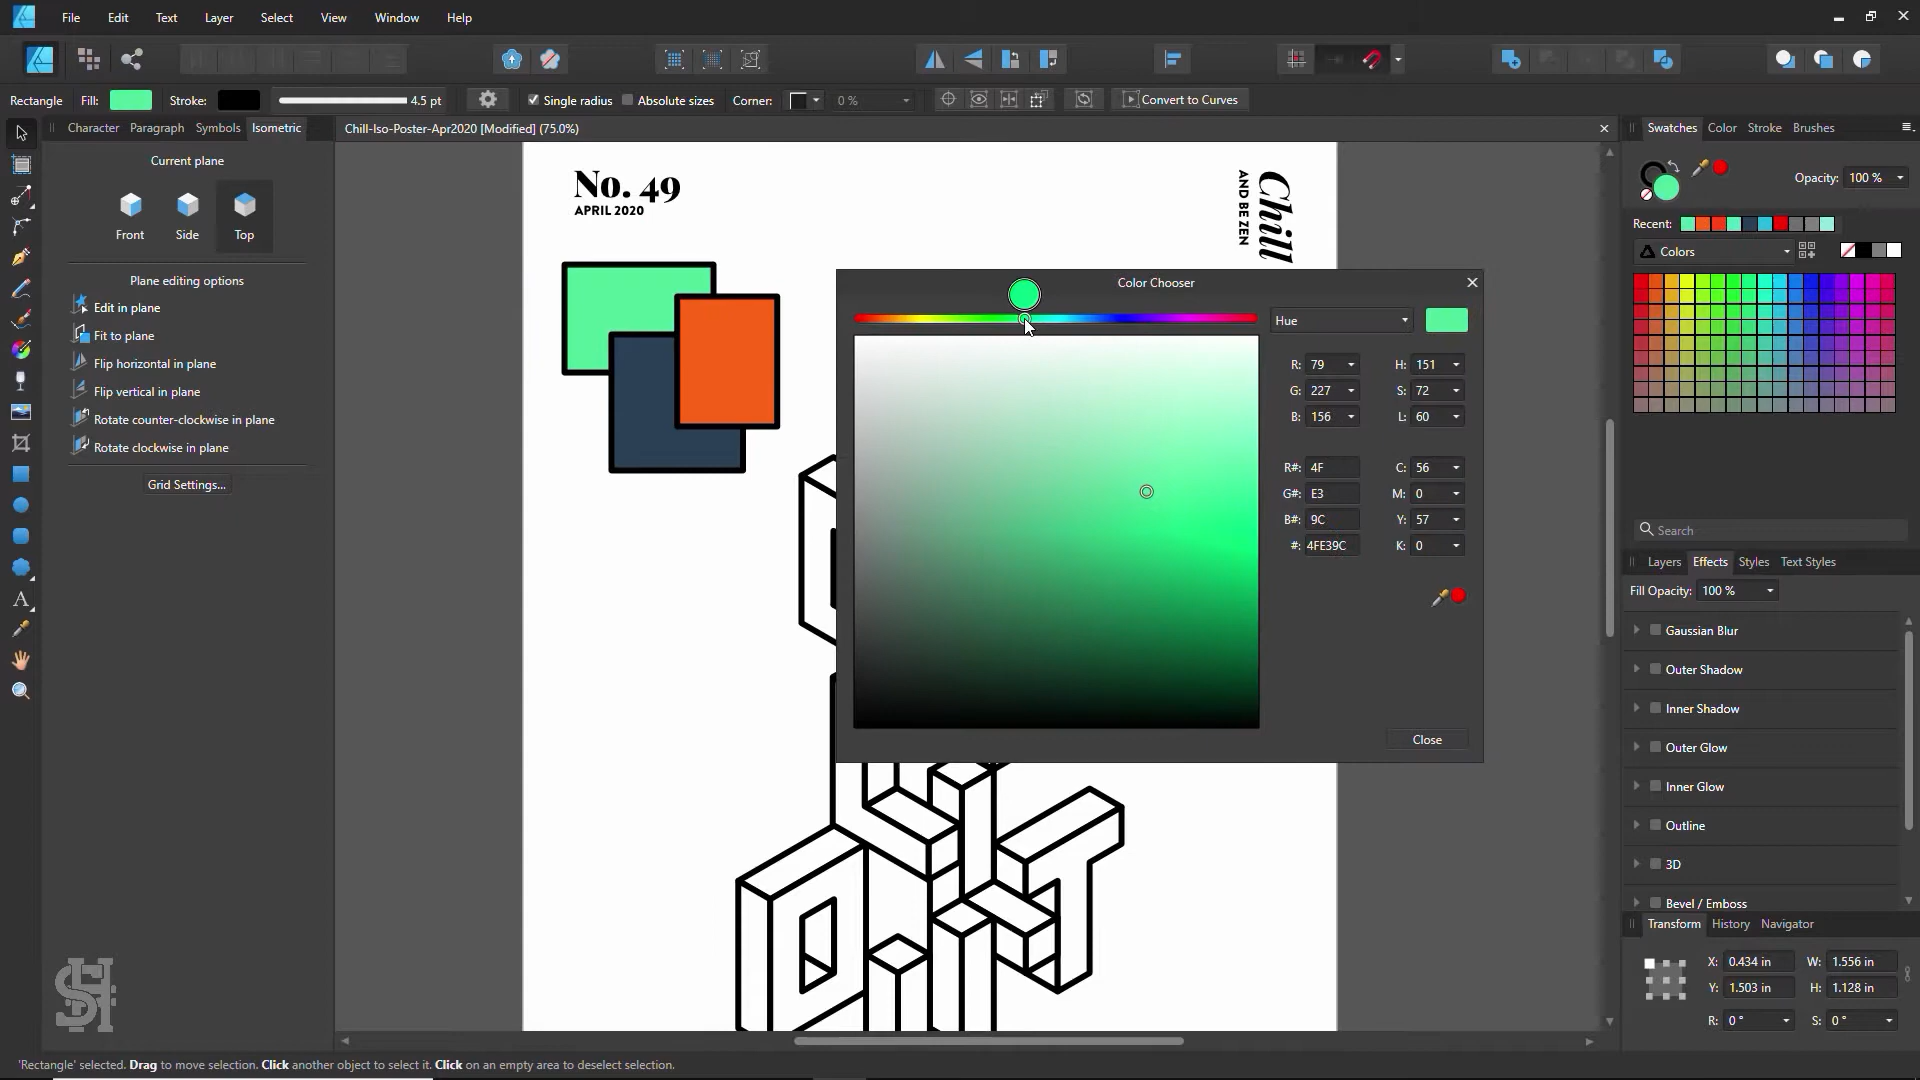 File Edit Text Layer Select View Window Help
Rectangle Fill: Stroke: 4.5 pt Single radius Absolute sizes Corner: 0 % Convert to Curves
Character Paragraph Symbols Isometric
Chill-Iso-Poster-Apr2020 [Modified] (75.0%)
Current plane
Front Side Top
Plane editing options
Edit in plane
Fit to plane
Flip horizontal in plane
Flip vertical in plane
Rotate counter-clockwise in plane
Rotate clockwise in plane
Grid Settings...
No. 49
APRIL 2020
Chill
AND BE ZEN
Color Chooser
Hue
R: 79 H: 151
G: 227 S: 72
B: 156 L: 60
R#: 4F C: 56
G#: E3 M: 0
B#: 9C Y: 57
#: 4FE39C K: 0
Close
Swatches Color Stroke Brushes
Opacity: 100 %
Recent:
Colors
Search
Layers Effects Styles Text Styles
Fill Opacity: 100 %
Gaussian Blur
Outer Shadow
Inner Shadow
Outer Glow
Inner Glow
Outline
3D
Bevel / Emboss
Transform History Navigator
X: 0.434 in W: 1.556 in
Y: 1.503 in H: 1.128 in
R: 0 ° S: 0 °
'Rectangle' selected. Drag to move selection. Click another object to select it. Click on an empty area to deselect selection.